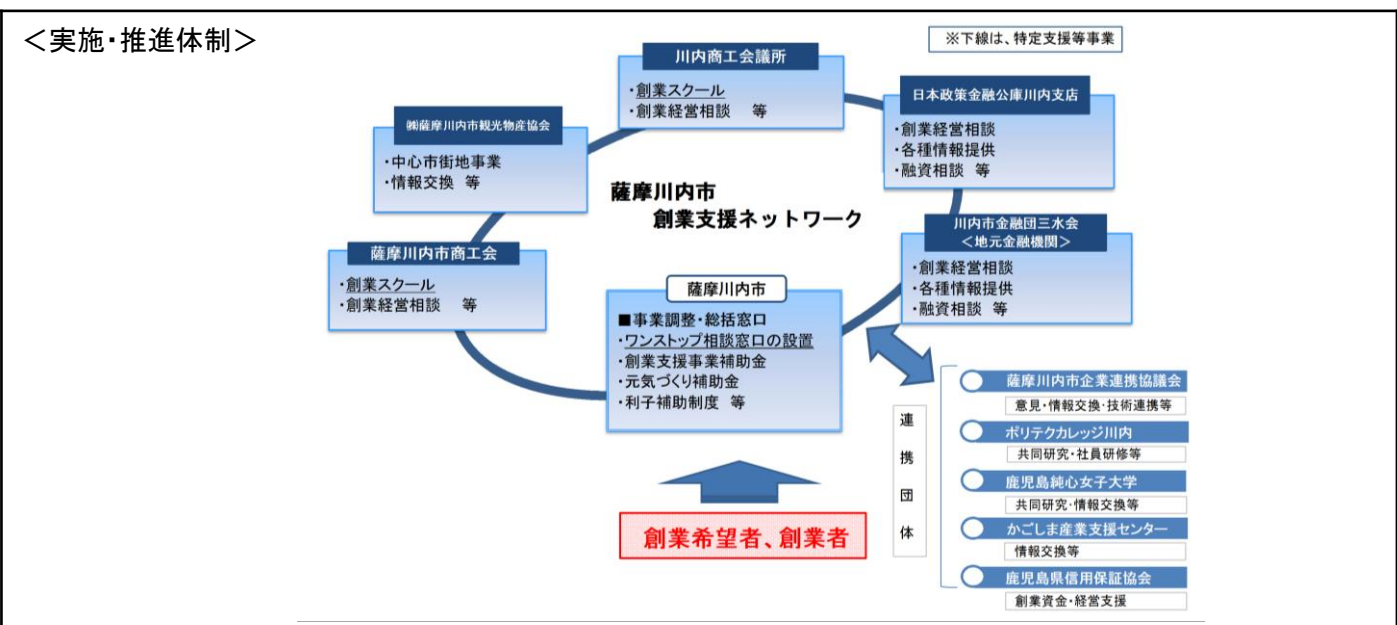 ＜実施・推進体制＞
※下線は、特定支援等事業
川内商工会議所
・創業スクール
・創業経営相談　等
日本政策金融公庫川内支店
・創業経営相談
・各種情報提供
・融資相談　等
㈱薩摩川内市観光物産協会
・中心市街地事業
・情報交換　等
薩摩川内市
創業支援ネットワーク
川内市金融団三水会
＜地元金融機関＞
・創業経営相談
・各種情報提供
・融資相談　等
薩摩川内市商工会
・創業スクール
・創業経営相談　等
薩摩川内市
■事業調整・総括窓口
・ワンストップ相談窓口の設置
・創業支援事業補助金
・元気づくり補助金
・利子補助制度　等
創業希望者、創業者
連携団体
薩摩川内市企業連携協議会
意見・情報交換・技術連携等
ポリテクカレッジ川内
共同研究・社員研修等
鹿児島純心女子大学
共同研究・情報交換等
かごしま産業支援センター
情報交換等
鹿児島県信用保証協会
創業資金・経営支援